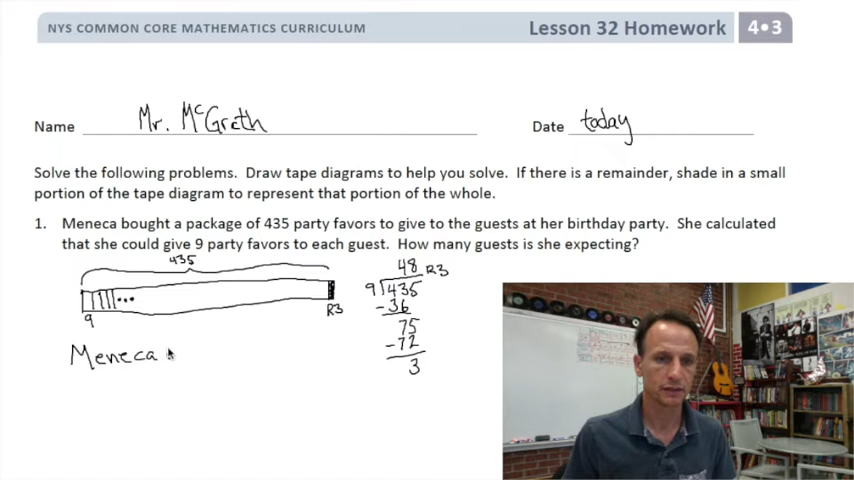 NYS COMMON CORE MATHEMATICS CURRICULUM
Lesson 32 Homework
4•3
Name Mr. McGrath
Date today
Solve the following problems. Draw tape diagrams to help you solve. If there is a remainder, shade in a small
portion of the tape diagram to represent that portion of the whole.
1. Meneca bought a package of 435 party favors to give to the guests at her birthday party. She calculated
that she could give 9 party favors to each guest. How many guests is she expecting?
435
9
R3
48 R3
9)435
-36
75
-72
3
Meneca